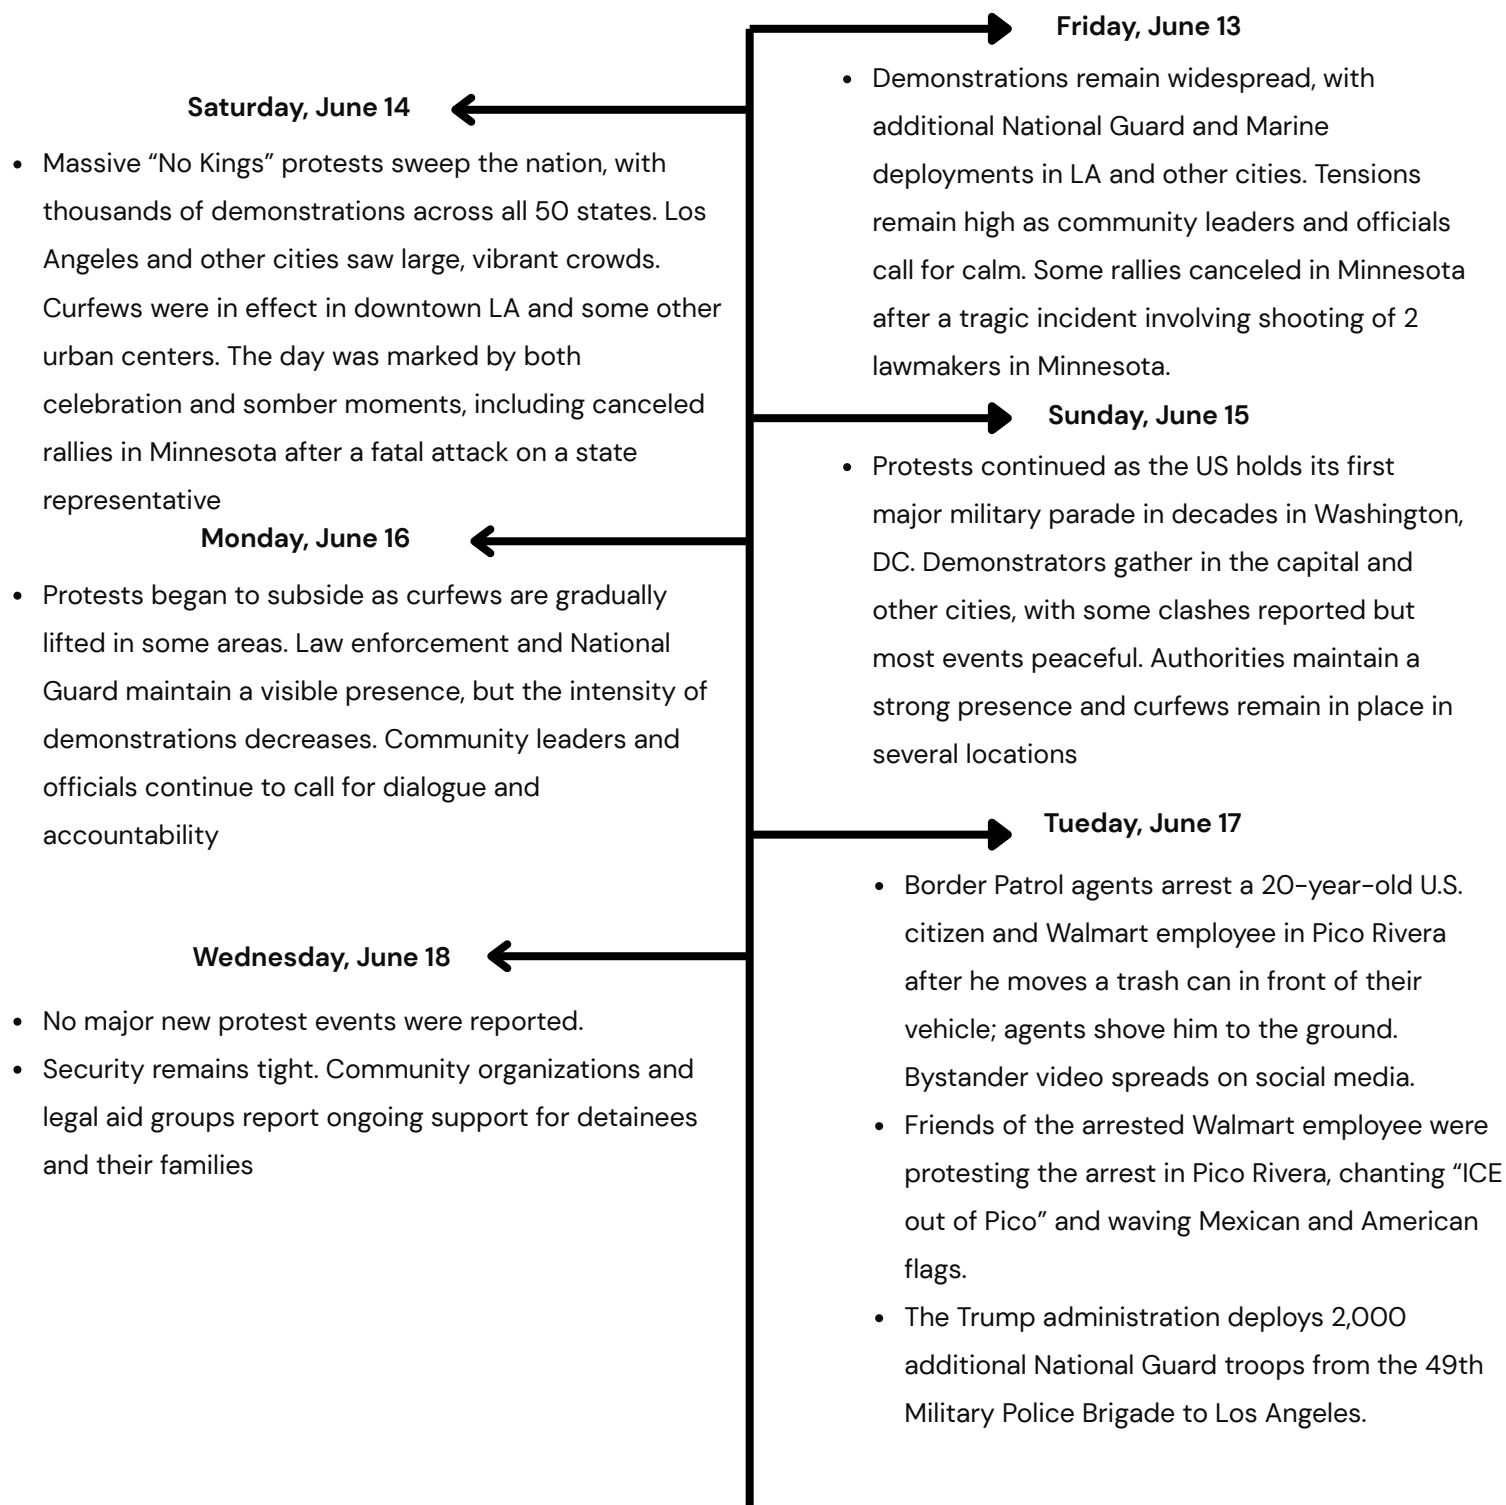 Friday, June 13
• Demonstrations remain widespread, with
additional National Guard and Marine
deployments in LA and other cities. Tensions
remain high as community leaders and officials
call for calm. Some rallies canceled in Minnesota
after a tragic incident involving shooting of 2
lawmakers in Minnesota.
Saturday, June 14
• Massive “No Kings” protests sweep the nation, with
thousands of demonstrations across all 50 states. Los
Angeles and other cities saw large, vibrant crowds.
Curfews were in effect in downtown LA and some other
urban centers. The day was marked by both
celebration and somber moments, including canceled
rallies in Minnesota after a fatal attack on a state
representative
Sunday, June 15
• Protests continued as the US holds its first
major military parade in decades in Washington,
DC. Demonstrators gather in the capital and
other cities, with some clashes reported but
most events peaceful. Authorities maintain a
strong presence and curfews remain in place in
several locations
Monday, June 16
• Protests began to subside as curfews are gradually
lifted in some areas. Law enforcement and National
Guard maintain a visible presence, but the intensity of
demonstrations decreases. Community leaders and
officials continue to call for dialogue and
accountability
Tueday, June 17
• Border Patrol agents arrest a 20-year-old U.S.
citizen and Walmart employee in Pico Rivera
after he moves a trash can in front of their
vehicle; agents shove him to the ground.
Bystander video spreads on social media.
• Friends of the arrested Walmart employee were
protesting the arrest in Pico Rivera, chanting “ICE
out of Pico” and waving Mexican and American
flags.
• The Trump administration deploys 2,000
additional National Guard troops from the 49th
Military Police Brigade to Los Angeles.
Wednesday, June 18
• No major new protest events were reported.
• Security remains tight. Community organizations and
legal aid groups report ongoing support for detainees
and their families